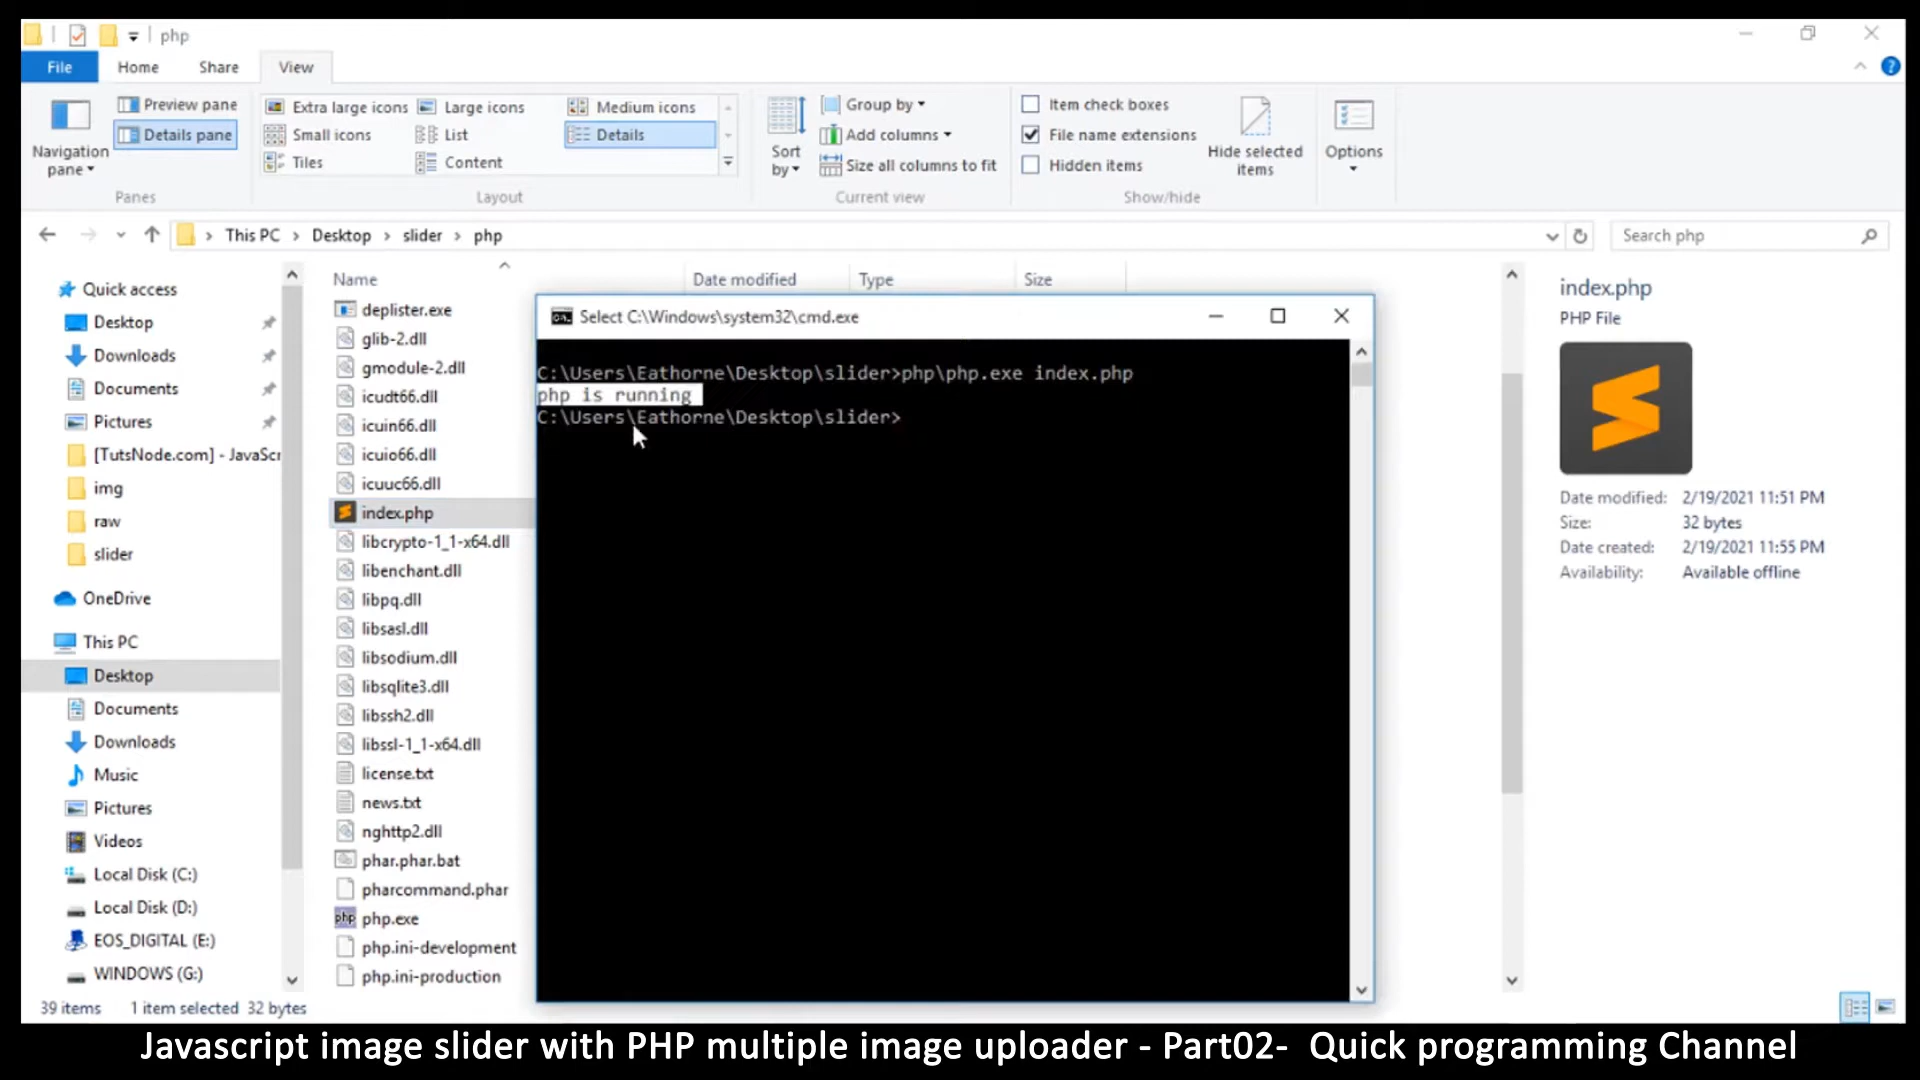 php
File
Home
Share
View
Navigation pane
Preview pane
Details pane
Panes
Extra large icons
Large icons
Medium icons
Small icons
List
Details
Tiles
Content
Layout
Sort by
Group by
Add columns
Size all columns to fit
Current view
Item check boxes
File name extensions
Hidden items
Hide selected items
Show/hide
Options
This PC > Desktop > slider > php
Search php
Quick access
Desktop
Downloads
Documents
Pictures
[TutsNode.com] - JavaScr
img
raw
slider
OneDrive
This PC
Desktop
Documents
Downloads
Music
Pictures
Videos
Local Disk (C:)
Local Disk (D:)
EOS_DIGITAL (E:)
WINDOWS (G:)
Name
Date modified
Type
Size
deplister.exe
glib-2.dll
gmodule-2.dll
icudt66.dll
icuin66.dll
icuio66.dll
icuuc66.dll
index.php
libcrypto-1_1-x64.dll
libenchant.dll
libpq.dll
libsasl.dll
libsodium.dll
libsqlite3.dll
libssh2.dll
libssl-1_1-x64.dll
license.txt
news.txt
nghttp2.dll
phar.phar.bat
pharcommand.phar
php.exe
php.ini-development
php.ini-production
Select C:\Windows\system32\cmd.exe
C:\Users\Eathorne\Desktop\slider>php\php.exe index.php
php is running
C:\Users\Eathorne\Desktop\slider>
index.php
PHP File
Date modified: 2/19/2021 11:51 PM
Size: 32 bytes
Date created: 2/19/2021 11:55 PM
Availability: Available offline
39 items
1 item selected 32 bytes
Javascript image slider with PHP multiple image uploader - Part02- Quick programming Channel